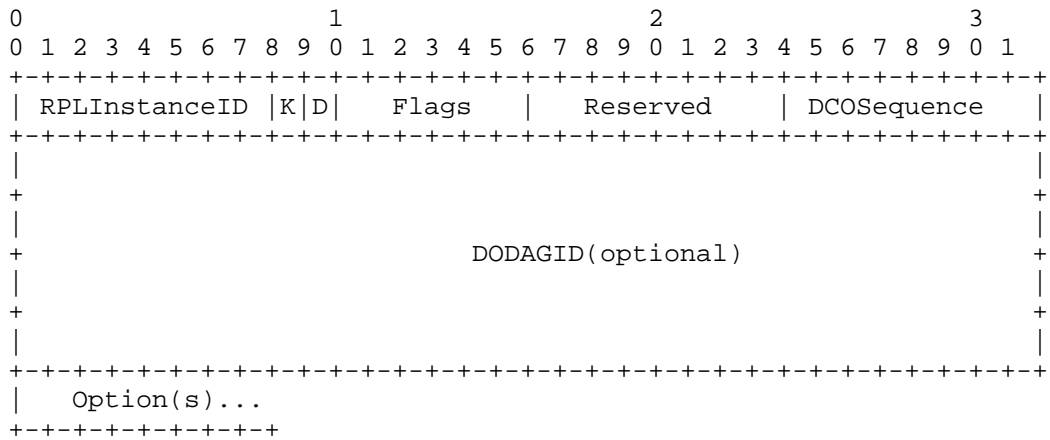 0                   1                   2                   3
0 1 2 3 4 5 6 7 8 9 0 1 2 3 4 5 6 7 8 9 0 1 2 3 4 5 6 7 8 9 0 1
+-+-+-+-+-+-+-+-+-+-+-+-+-+-+-+-+-+-+-+-+-+-+-+-+-+-+-+-+-+-+-+-+
| RPLInstanceID |K|D|   Flags   |   Reserved    | DCOSequence   |
+-+-+-+-+-+-+-+-+-+-+-+-+-+-+-+-+-+-+-+-+-+-+-+-+-+-+-+-+-+-+-+-+
|                                                               |
+                                                               +
|                                                               |
+                            DODAGID(optional)                  +
|                                                               |
+                                                               +
|                                                               |
+-+-+-+-+-+-+-+-+-+-+-+-+-+-+-+-+-+-+-+-+-+-+-+-+-+-+-+-+-+-+-+-+
|   Option(s)...
+-+-+-+-+-+-+-+-+